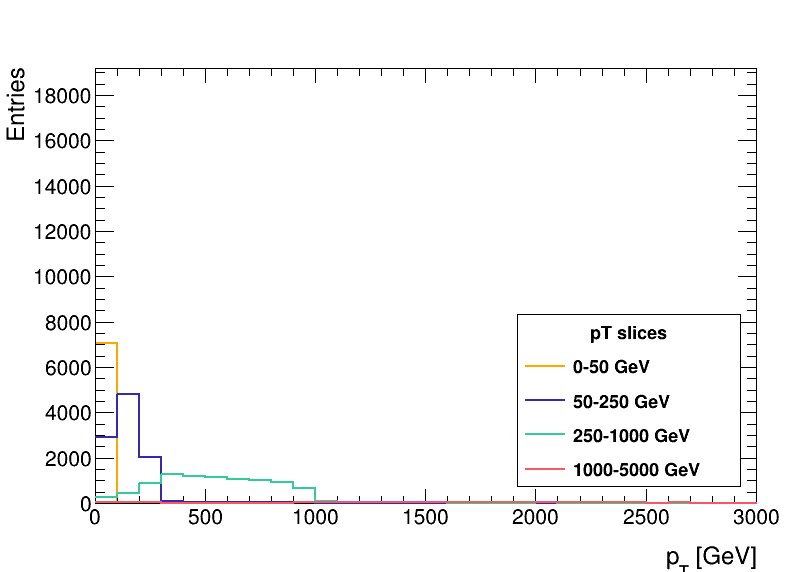 Entries
18000
16000
14000
12000
10000
8000
6000
4000
2000
0
0 500 1000 1500 2000 2500 3000
p_T [GeV]
pT slices
0-50 GeV
50-250 GeV
250-1000 GeV
1000-5000 GeV